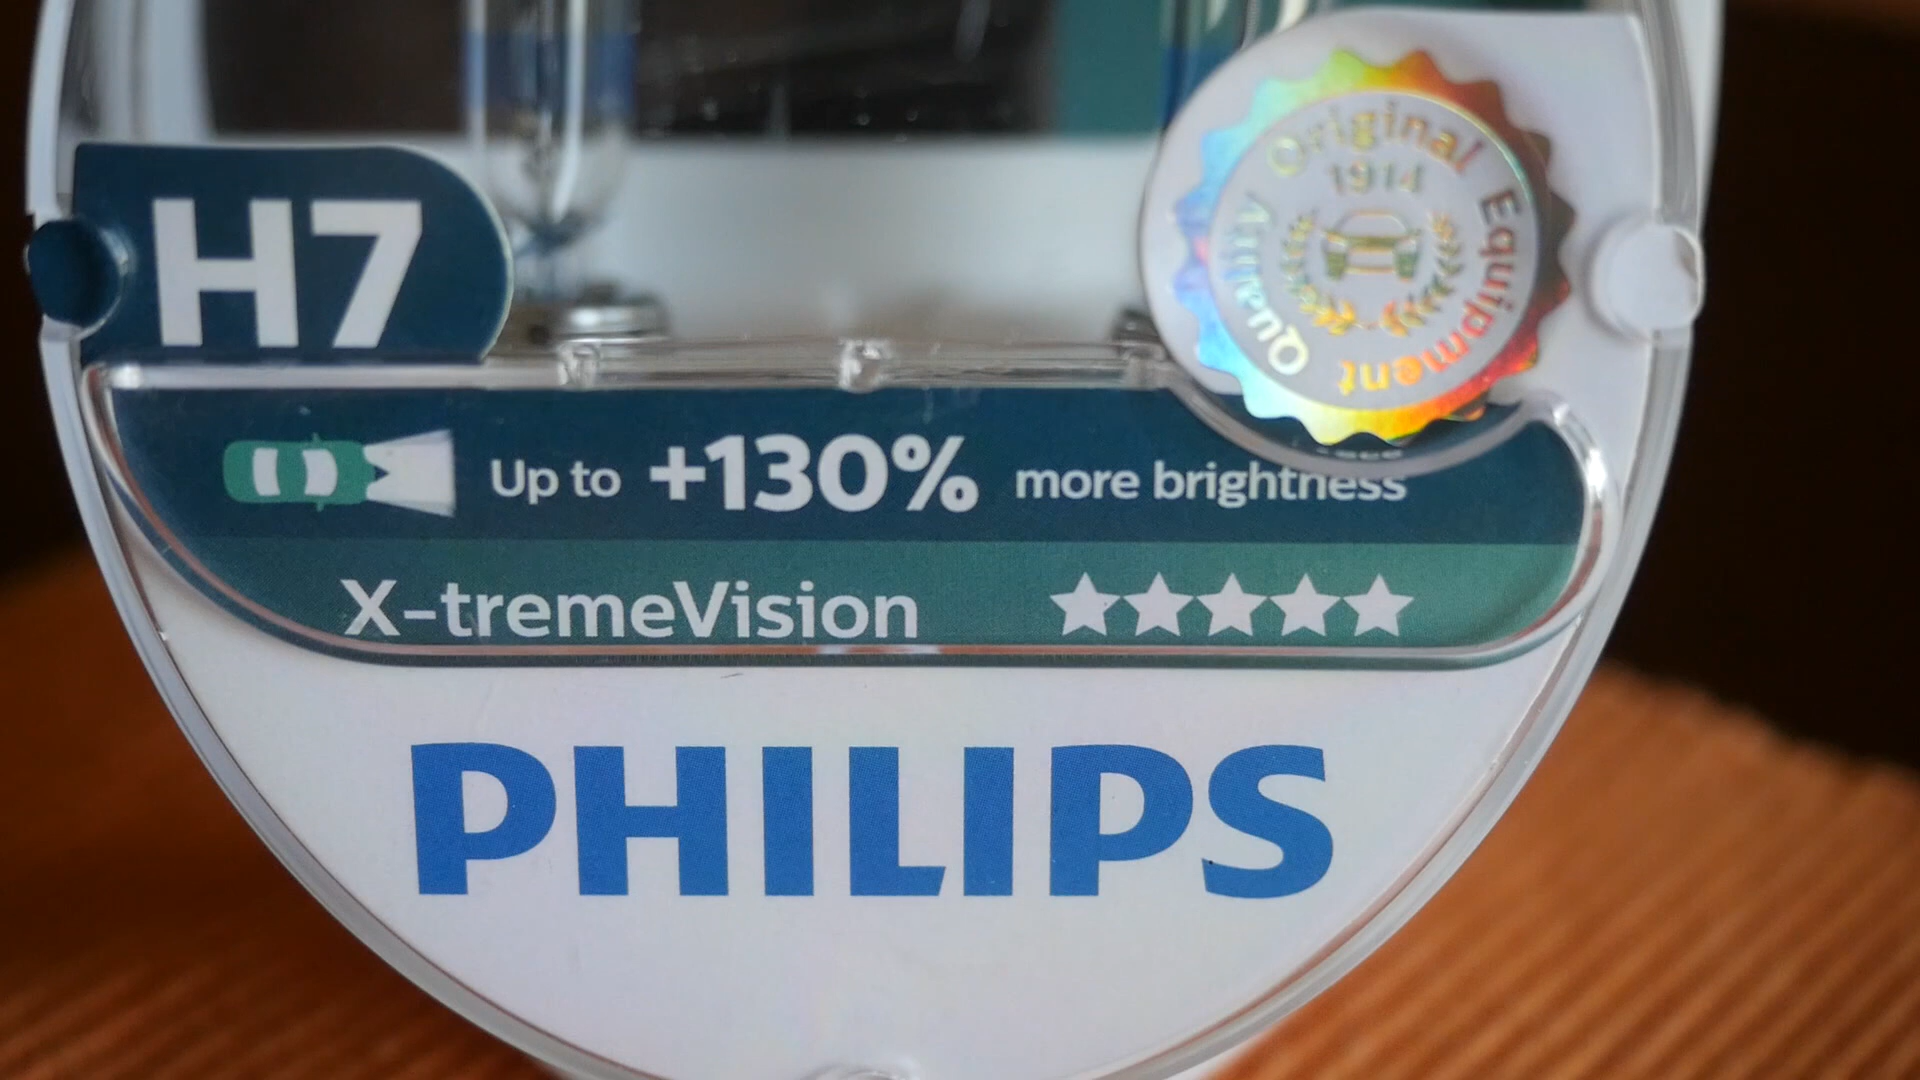 H7
Original Equipment Quality
1914
Up to +130% more brightness
X-tremeVision
PHILIPS